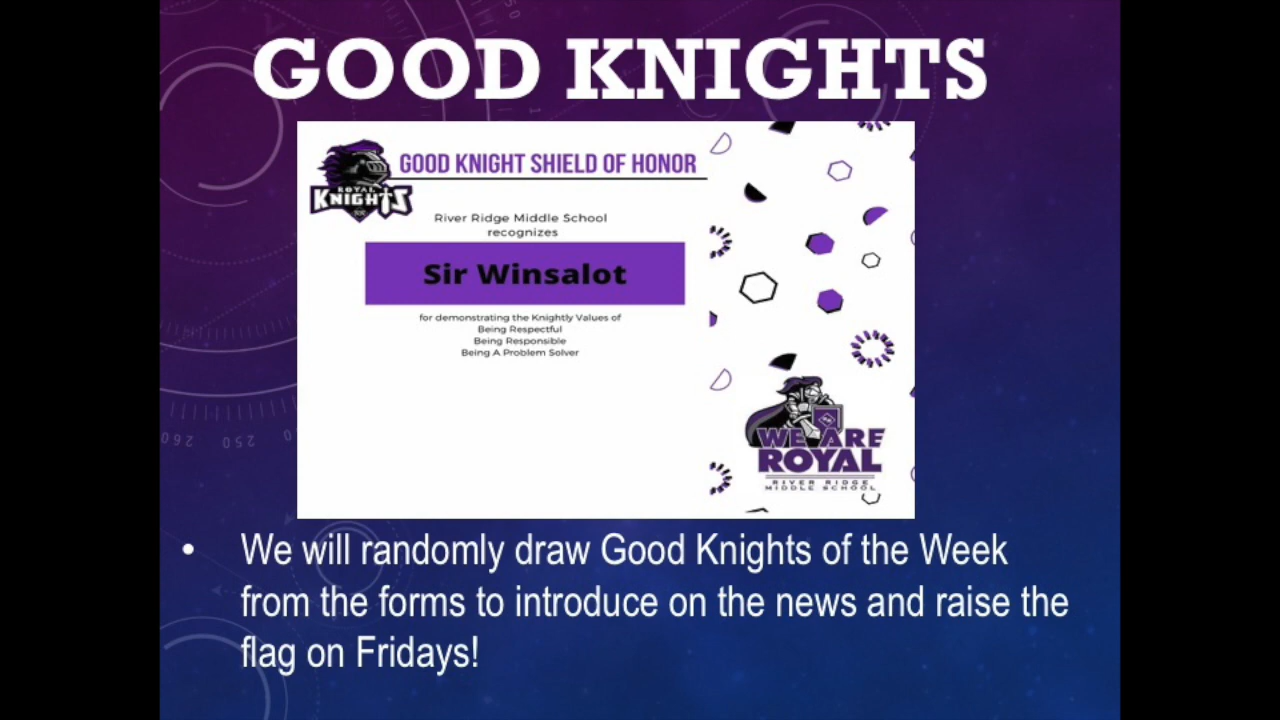 GOOD KNIGHTS
GOOD KNIGHT SHIELD OF HONOR
ROYAL
KNIGHTS
River Ridge Middle School
recognizes
Sir Winsalot
for demonstrating the Knightly Values of
Being Respectful
Being Responsible
Being A Problem Solver
WE ARE
ROYAL
RIVER RIDGE
MIDDLE SCHOOL
260 250
• We will randomly draw Good Knights of the Week
from the forms to introduce on the news and raise the
flag on Fridays!